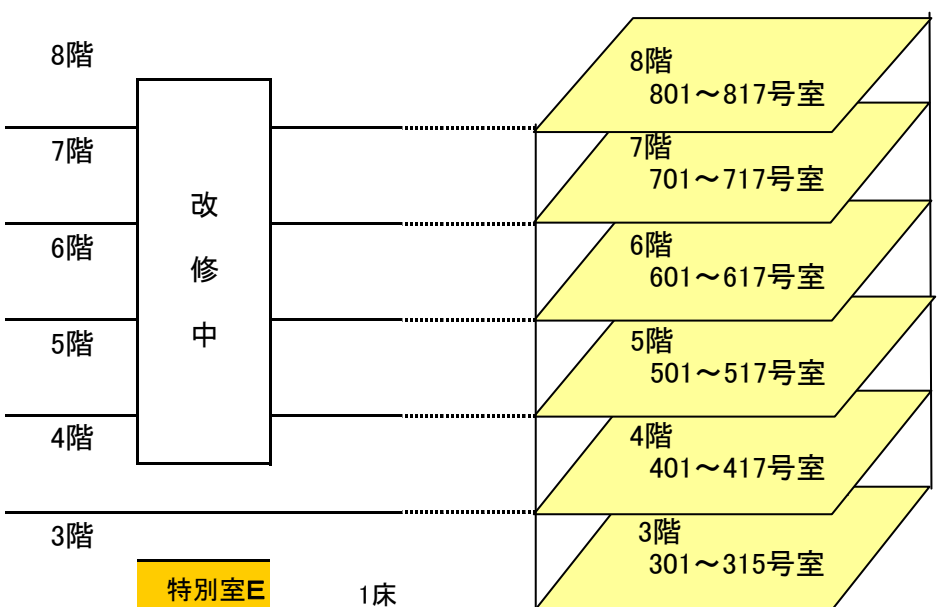 8階
7階
6階
5階
4階
3階
改
修
中
特別室E
1床
8階
801～817号室
7階
701～717号室
6階
601～617号室
5階
501～517号室
4階
401～417号室
3階
301～315号室